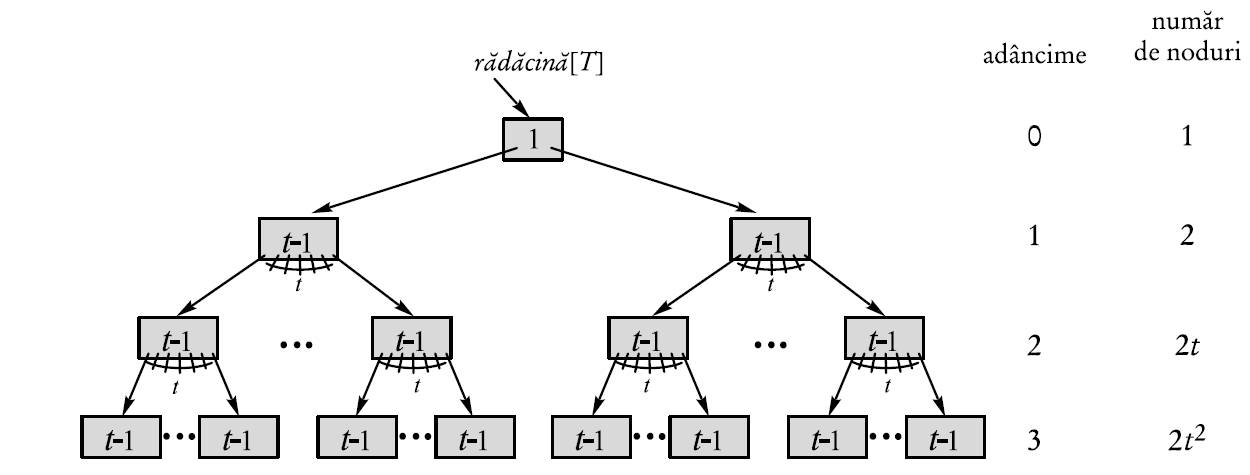 număr
rădăcină[T] adâncime de noduri
1 0 1
t-1 t-1 1 2
t t
t-1 ••• t-1 t-1 ••• t-1 2 2t
t t t t
t-1 ••• t-1 t-1 ••• t-1 t-1 ••• t-1 t-1 ••• t-1 3 2t²